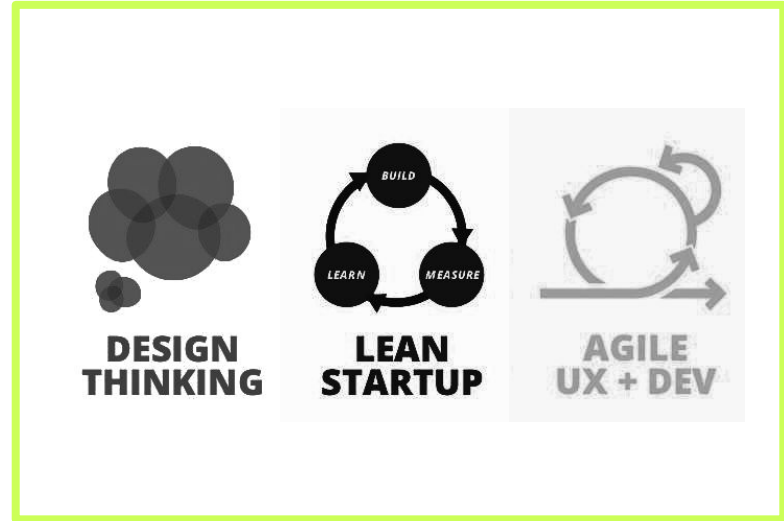 BUILD
LEARN
MEASURE
DESIGN
THINKING
LEAN
STARTUP
AGILE
UX + DEV